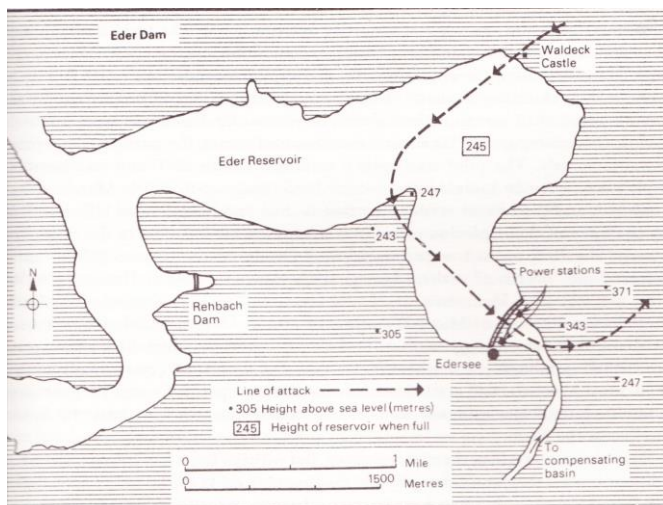 Eder Dam
Waldeck
Castle
245
Eder Reservoir
247
243
N
Power stations
371
Rehbach
Dam
343
305
Edersee
247
Line of attack
305 Height above sea level (metres)
245 Height of reservoir when full
To
compensating
basin
0 1
Mile
0 1500
Metres